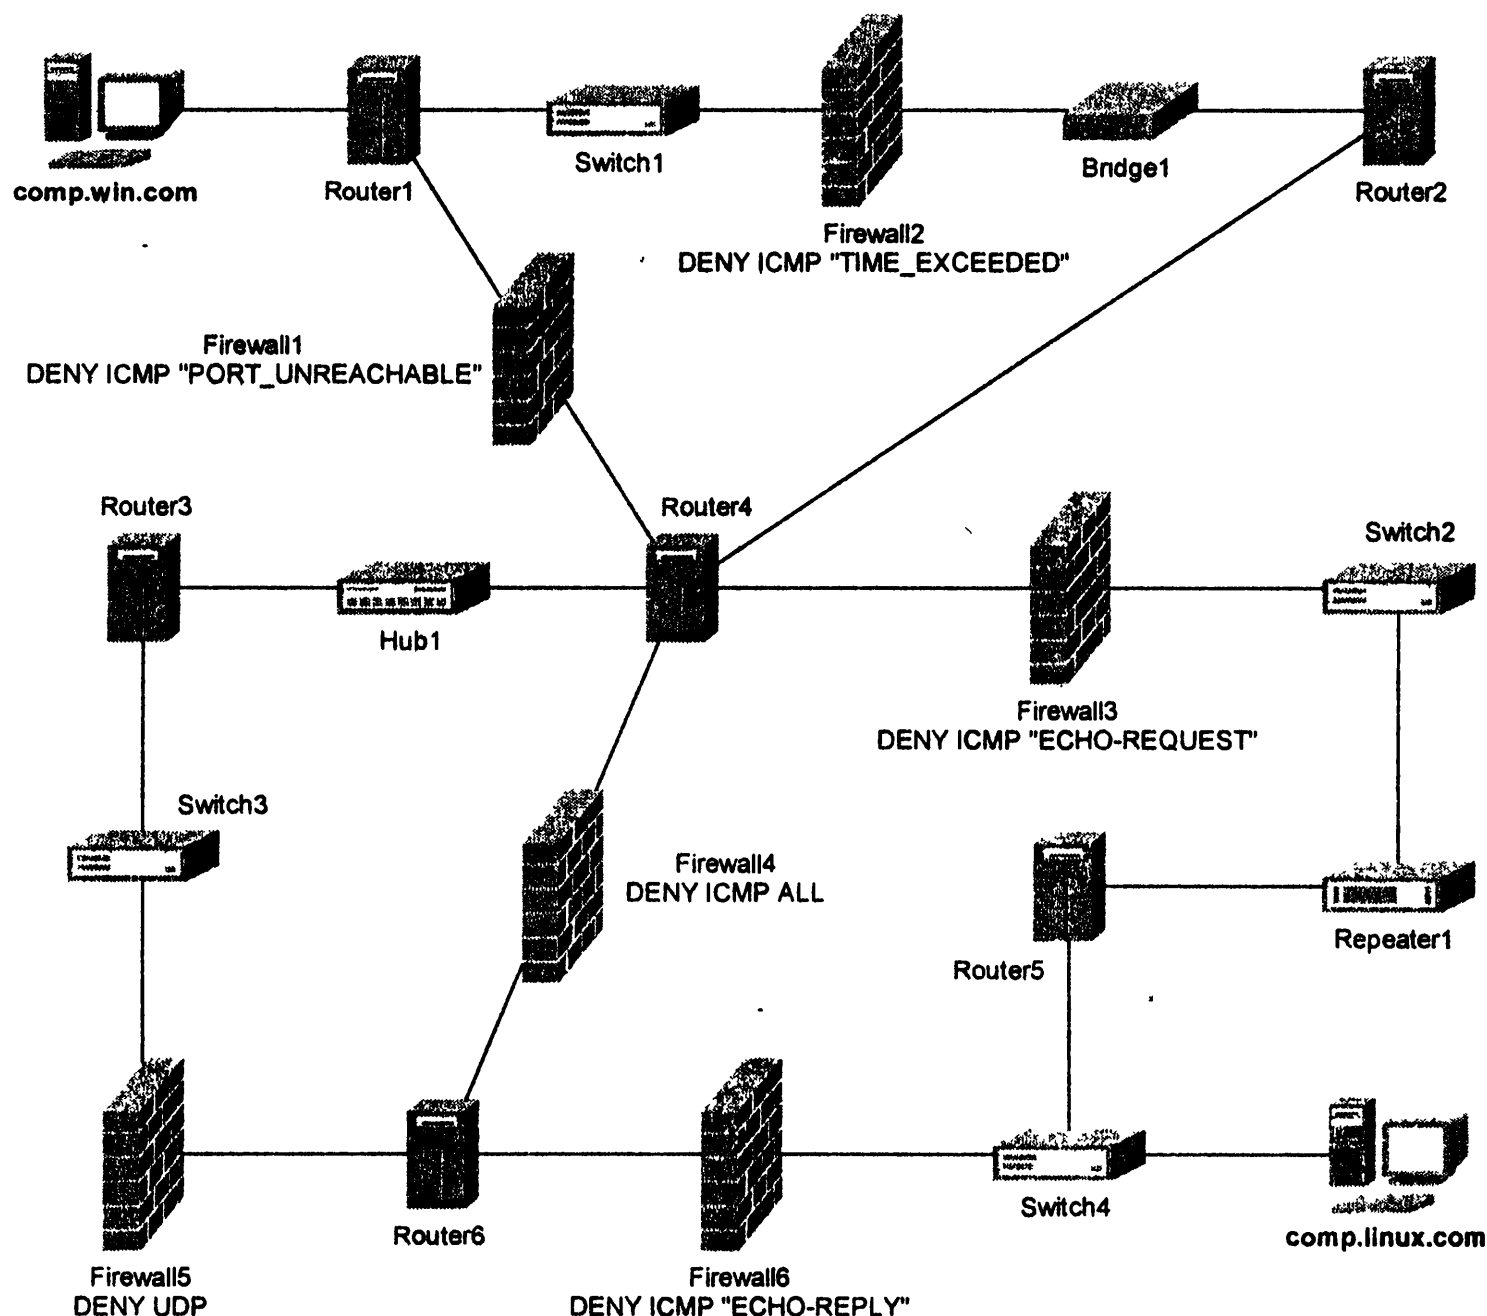 comp.win.com
Router1
Switch1
Firewall2
DENY ICMP "TIME_EXCEEDED"
Bridge1
Router2
Firewall1
DENY ICMP "PORT_UNREACHABLE"
Router3
Router4
Switch2
Hub1
Firewall3
DENY ICMP "ECHO-REQUEST"
Switch3
Firewall4
DENY ICMP ALL
Router5
Repeater1
Firewall5
DENY UDP
Router6
Firewall6
DENY ICMP "ECHO-REPLY"
Switch4
comp.linux.com